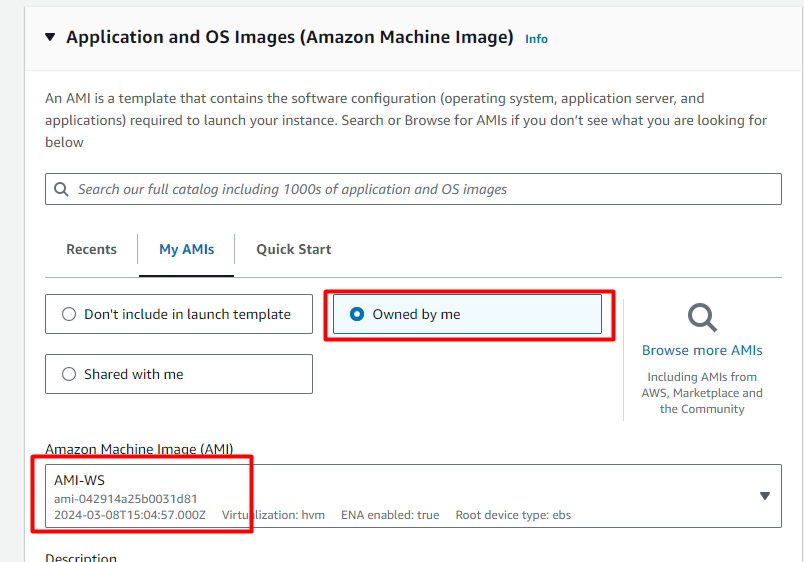 Application and OS Images (Amazon Machine Image) Info
An AMI is a template that contains the software configuration (operating system, application server, and
applications) required to launch your instance. Search or Browse for AMIs if you don't see what you are looking for
below
Search our full catalog including 1000s of application and OS images
Recents
My AMIs
Quick Start
Don't include in launch template
Owned by me
Shared with me
Browse more AMIs
Including AMIs from
AWS, Marketplace and
the Community
Amazon Machine Image (AMI)
AMI-WS
ami-042914a25b0031d81
2024-03-08T15:04:57.000Z Virtualization: hvm ENA enabled: true Root device type: ebs
Description